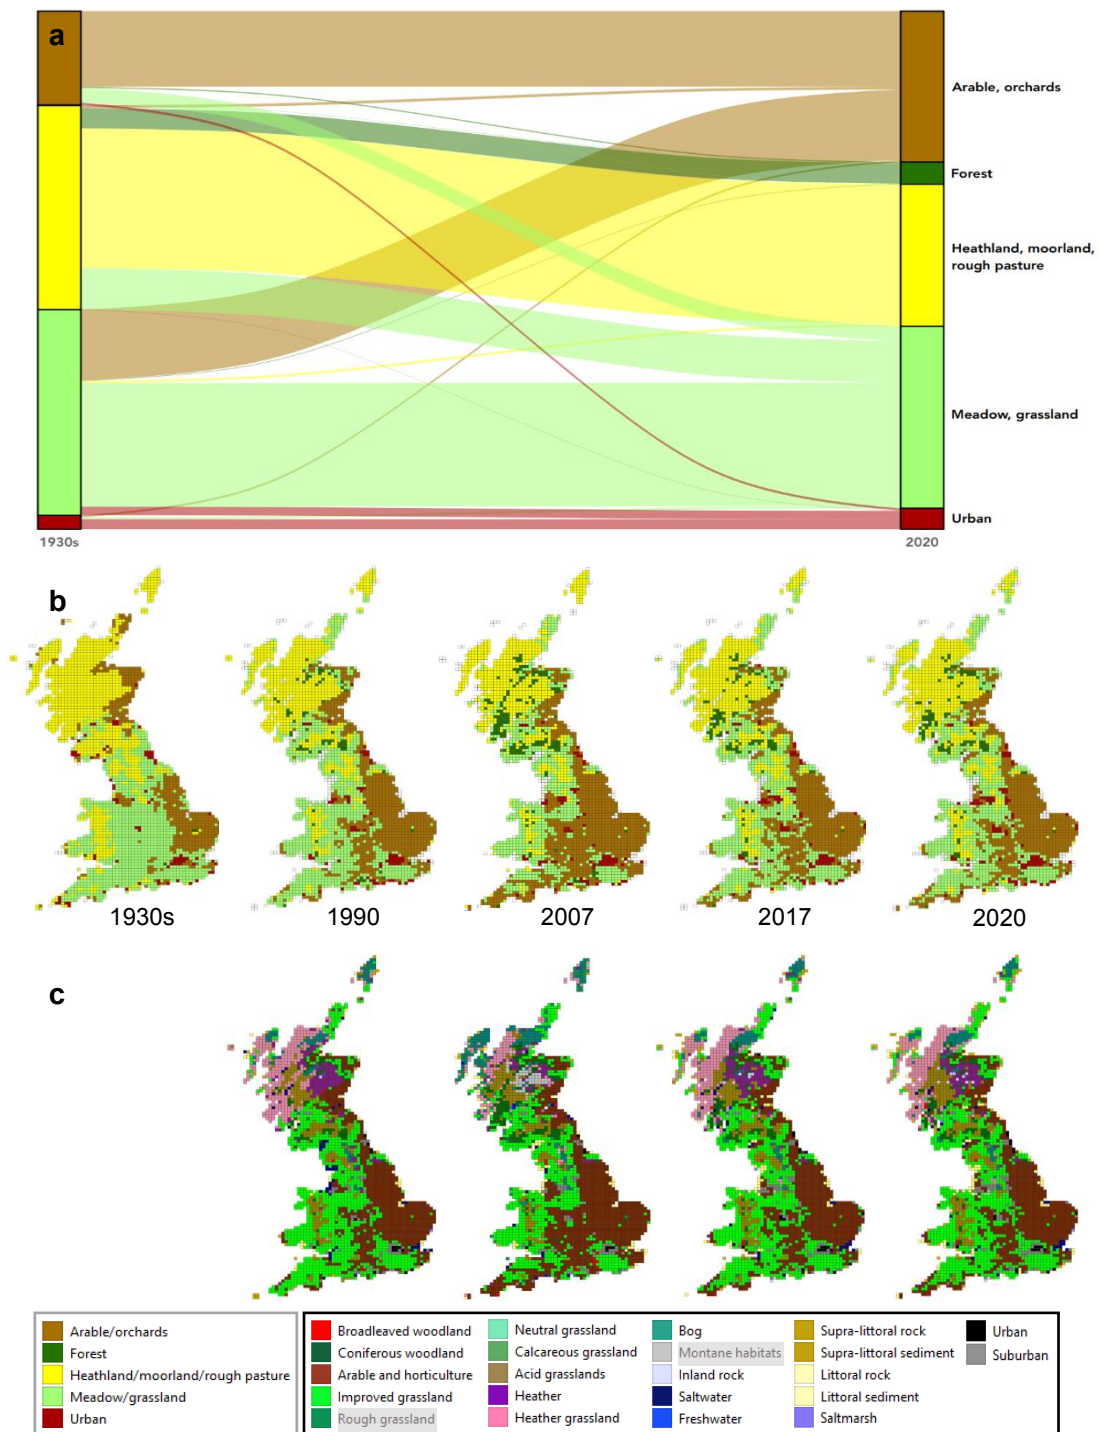 a
Arable, orchards
Forest
Heathland, moorland,
rough pasture
Meadow, grassland
Urban
1930s
2020
b
1930s
1990
2007
2017
2020
c
Arable/orchards
Forest
Heathland/moorland/rough pasture
Meadow/grassland
Urban
Broadleaved woodland
Coniferous woodland
Arable and horticulture
Improved grassland
Rough grassland
Neutral grassland
Calcareous grassland
Acid grasslands
Heather
Heather grassland
Bog
Montane habitats
Inland rock
Saltwater
Freshwater
Supra-littoral rock
Supra-littoral sediment
Littoral rock
Littoral sediment
Saltmarsh
Urban
Suburban